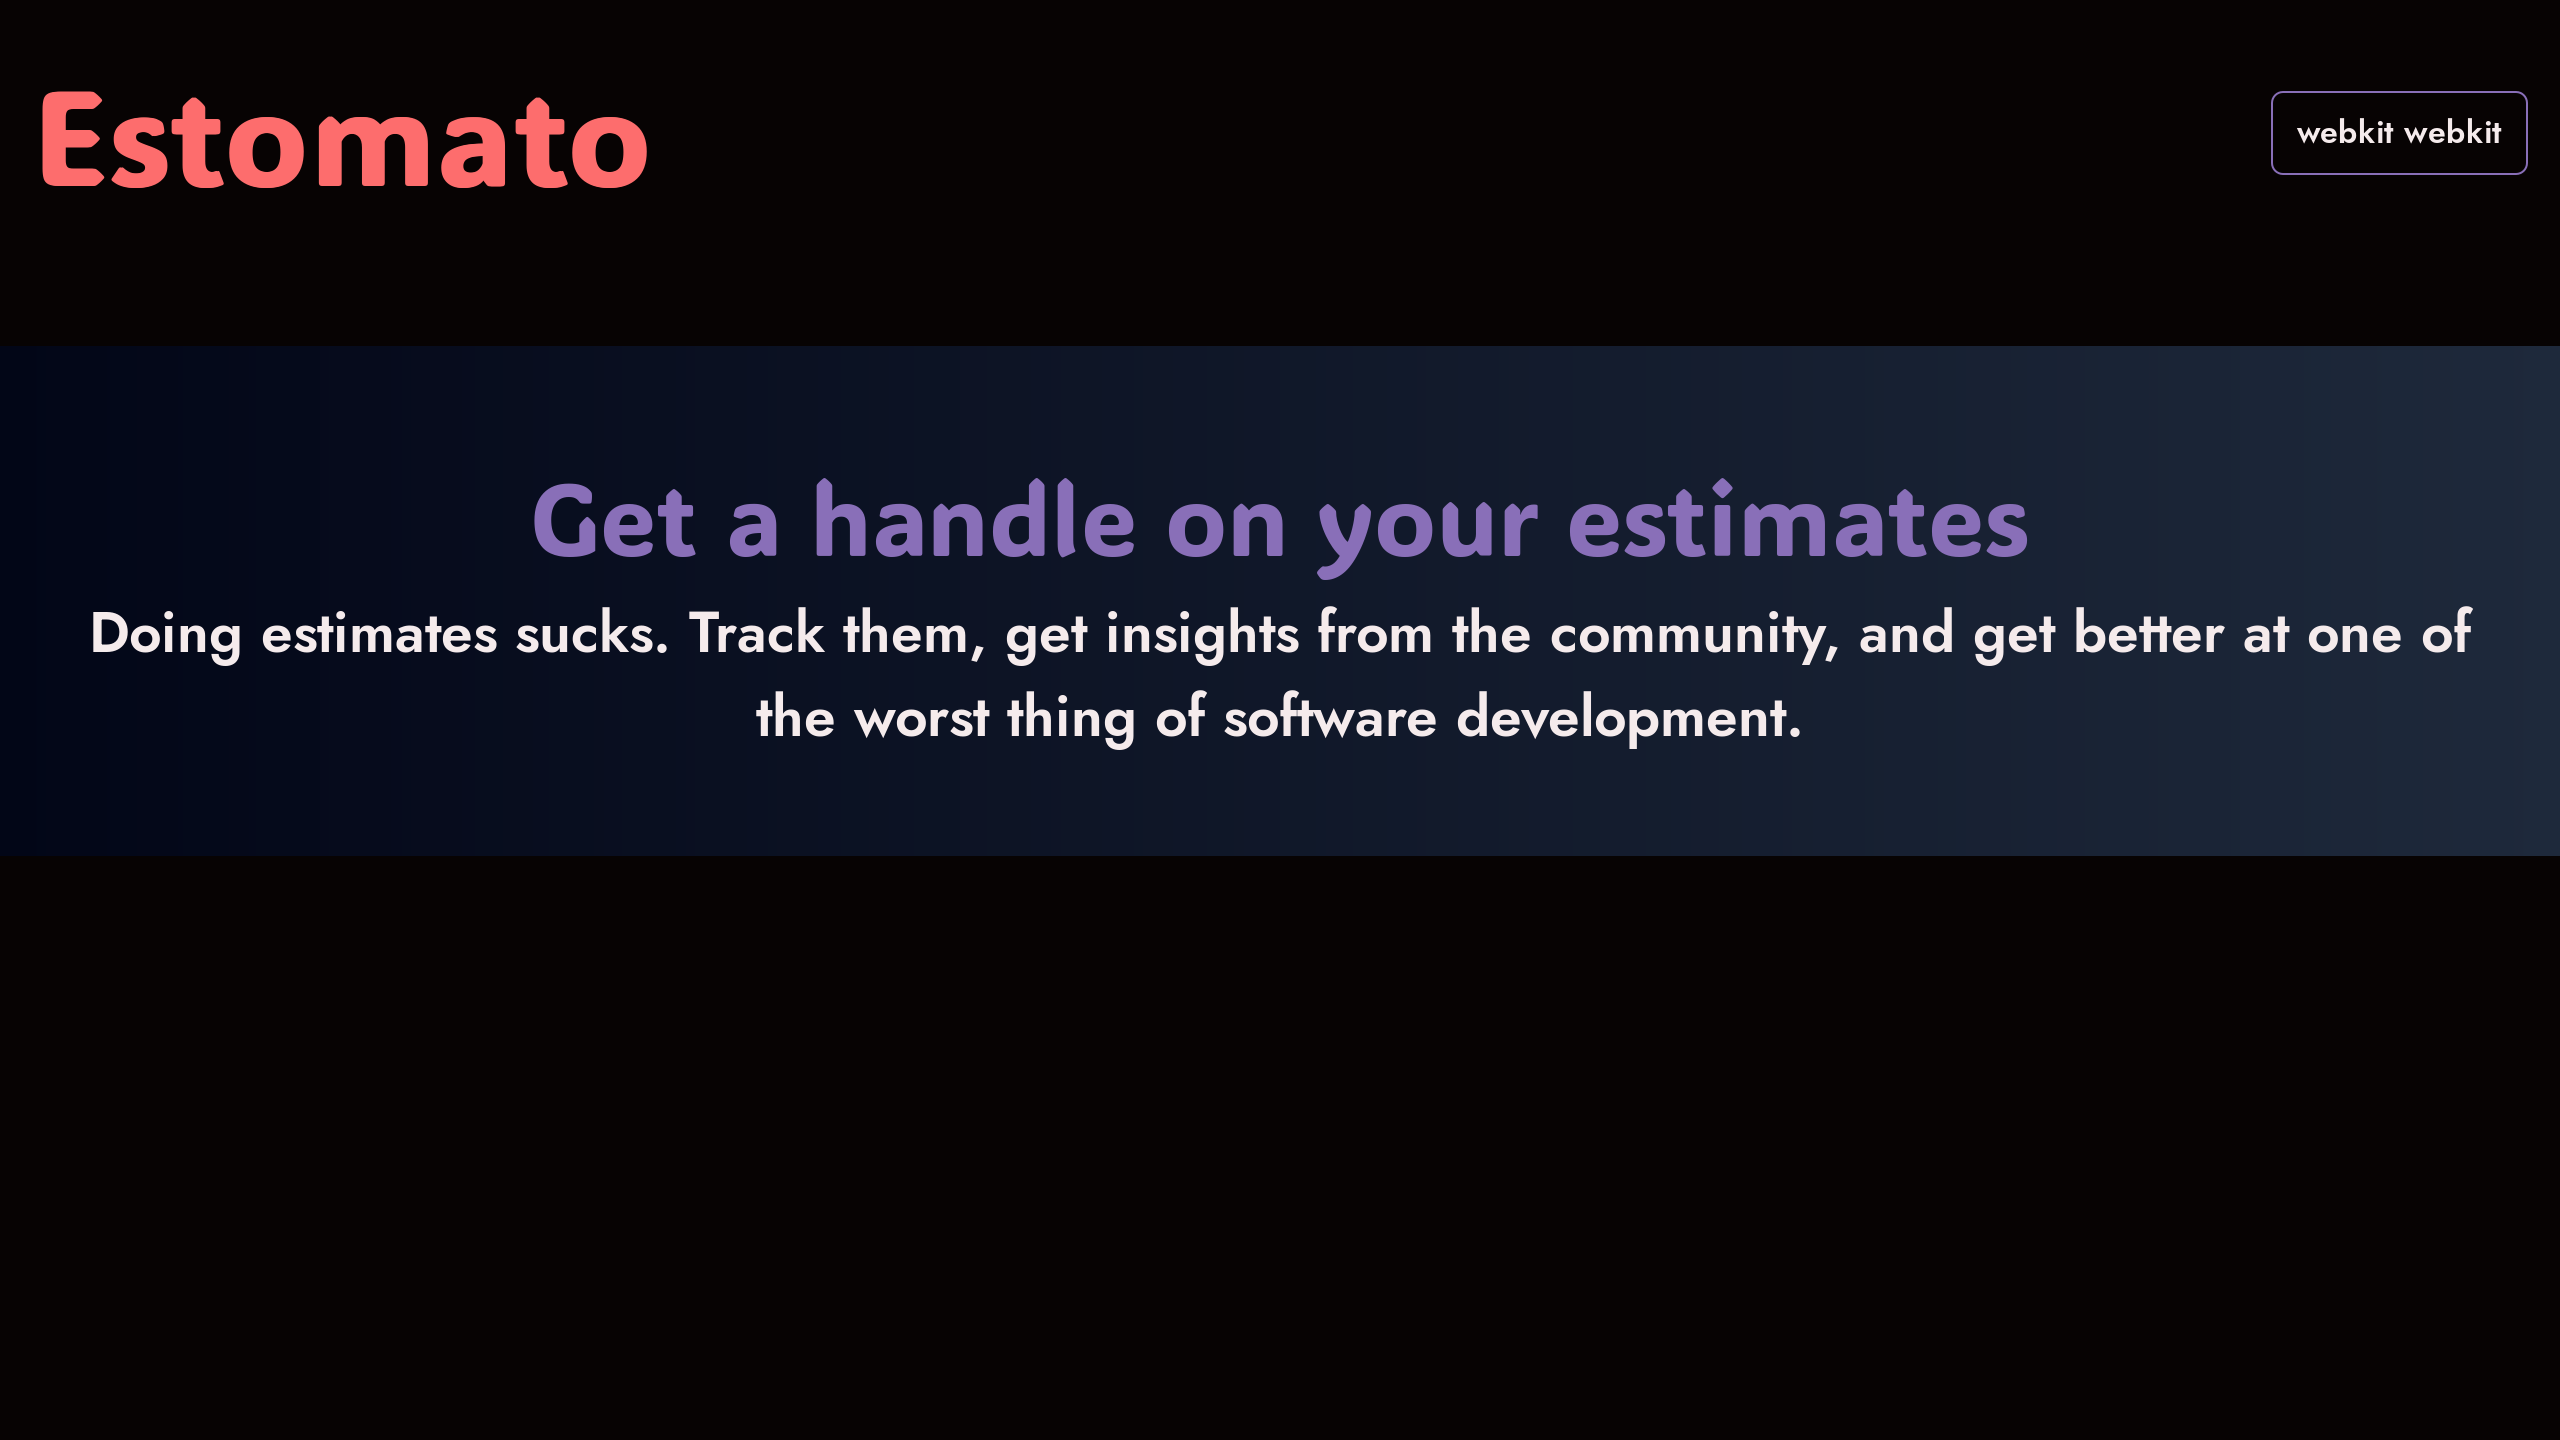 Estomato
webkit webkit
Get a handle on your estimates
Doing estimates sucks. Track them, get insights from the community, and get better at one of
the worst thing of software development.